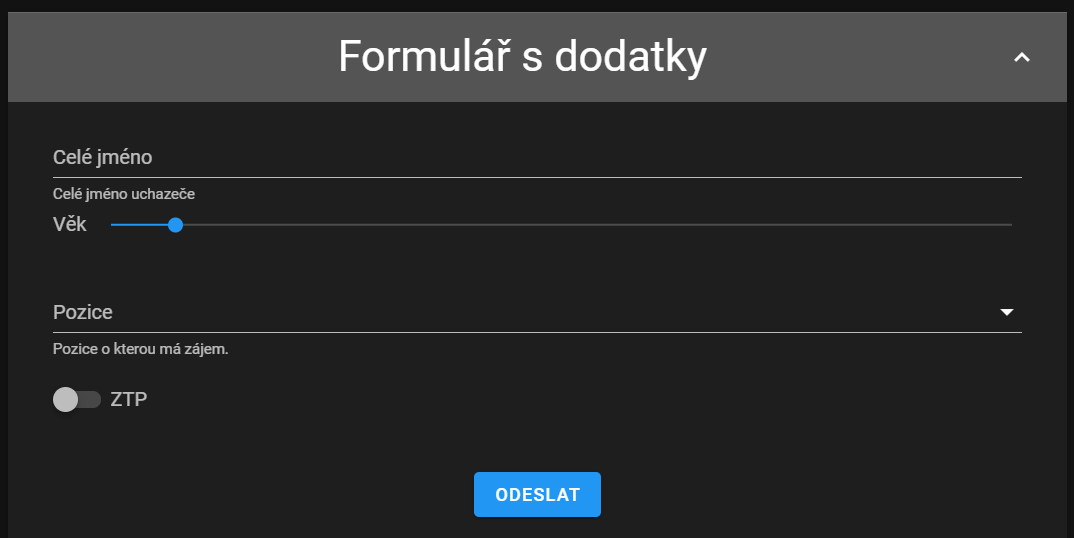 Formulář s dodatky
Celé jméno
Celé jméno uchazeče
Věk
Pozice
Pozice o kterou má zájem.
ZTP
ODESLAT